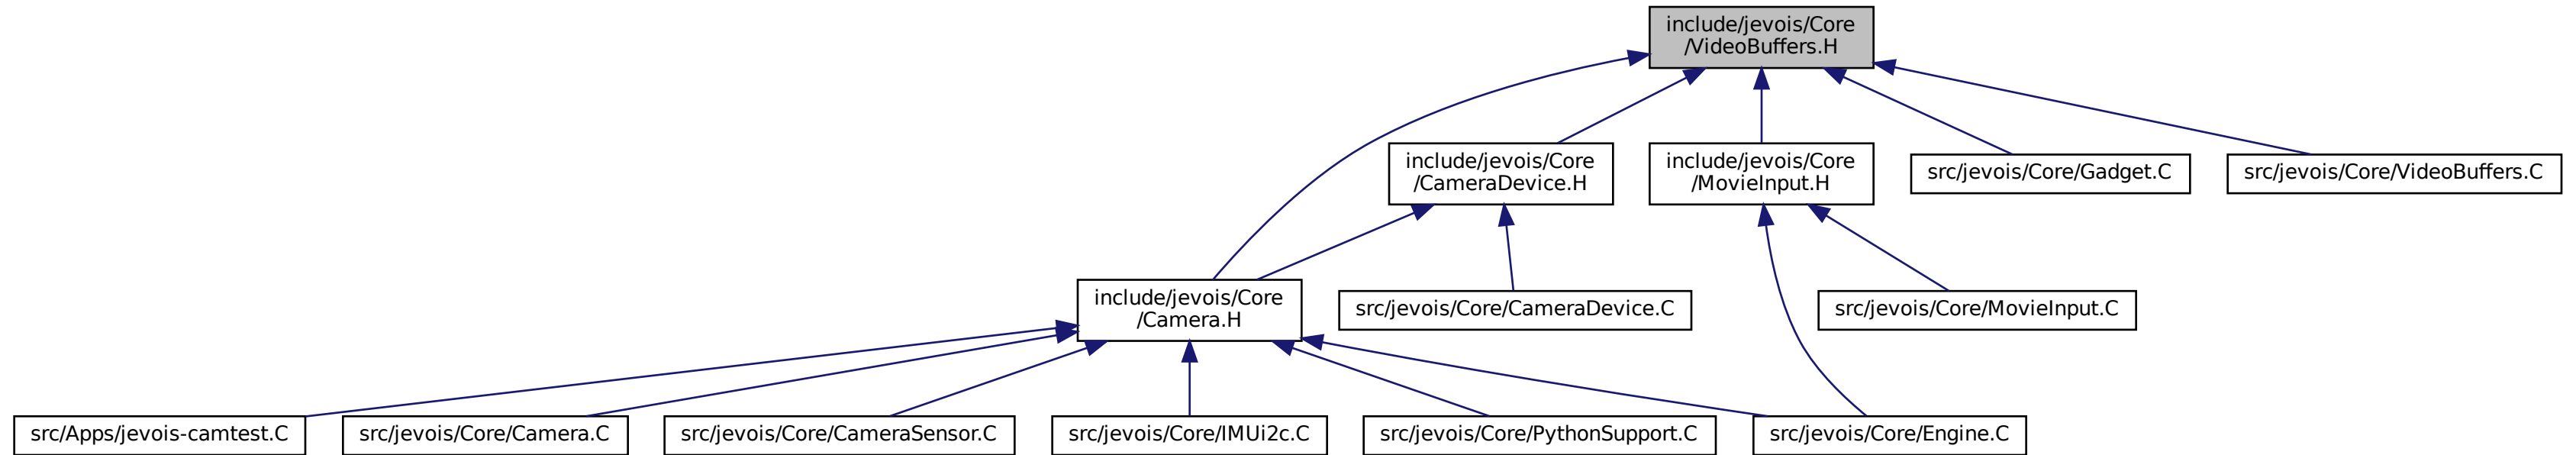 include/jevois/Core
/VideoBuffers.H
include/jevois/Core
/CameraDevice.H
include/jevois/Core
/MovieInput.H
src/jevois/Core/Gadget.C
src/jevois/Core/VideoBuffers.C
include/jevois/Core
/Camera.H
src/jevois/Core/CameraDevice.C
src/jevois/Core/MovieInput.C
src/Apps/jevois-camtest.C
src/jevois/Core/Camera.C
src/jevois/Core/CameraSensor.C
src/jevois/Core/IMUi2c.C
src/jevois/Core/PythonSupport.C
src/jevois/Core/Engine.C